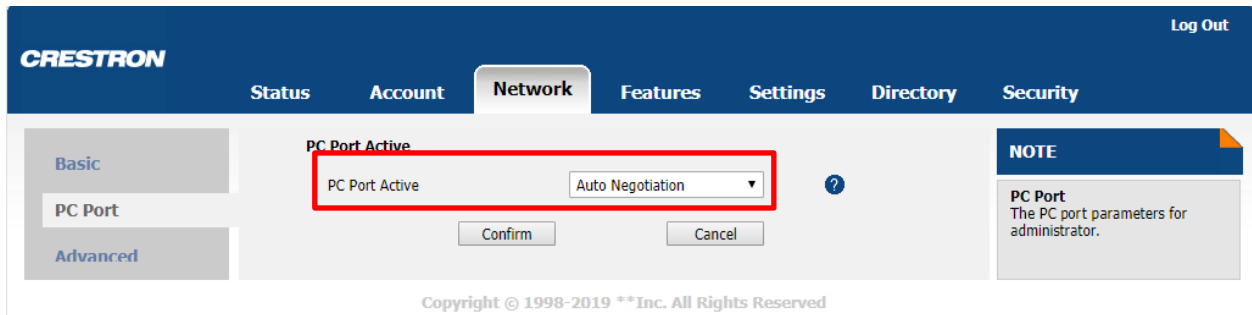 Log Out
CRESTRON
Status Account Network Features Settings Directory Security
Basic
PC Port
Advanced
PC Port Active
PC Port Active Auto Negotiation ?
Confirm Cancel
NOTE
PC Port
The PC port parameters for
administrator.
Copyright © 1998-2019 **Inc. All Rights Reserved